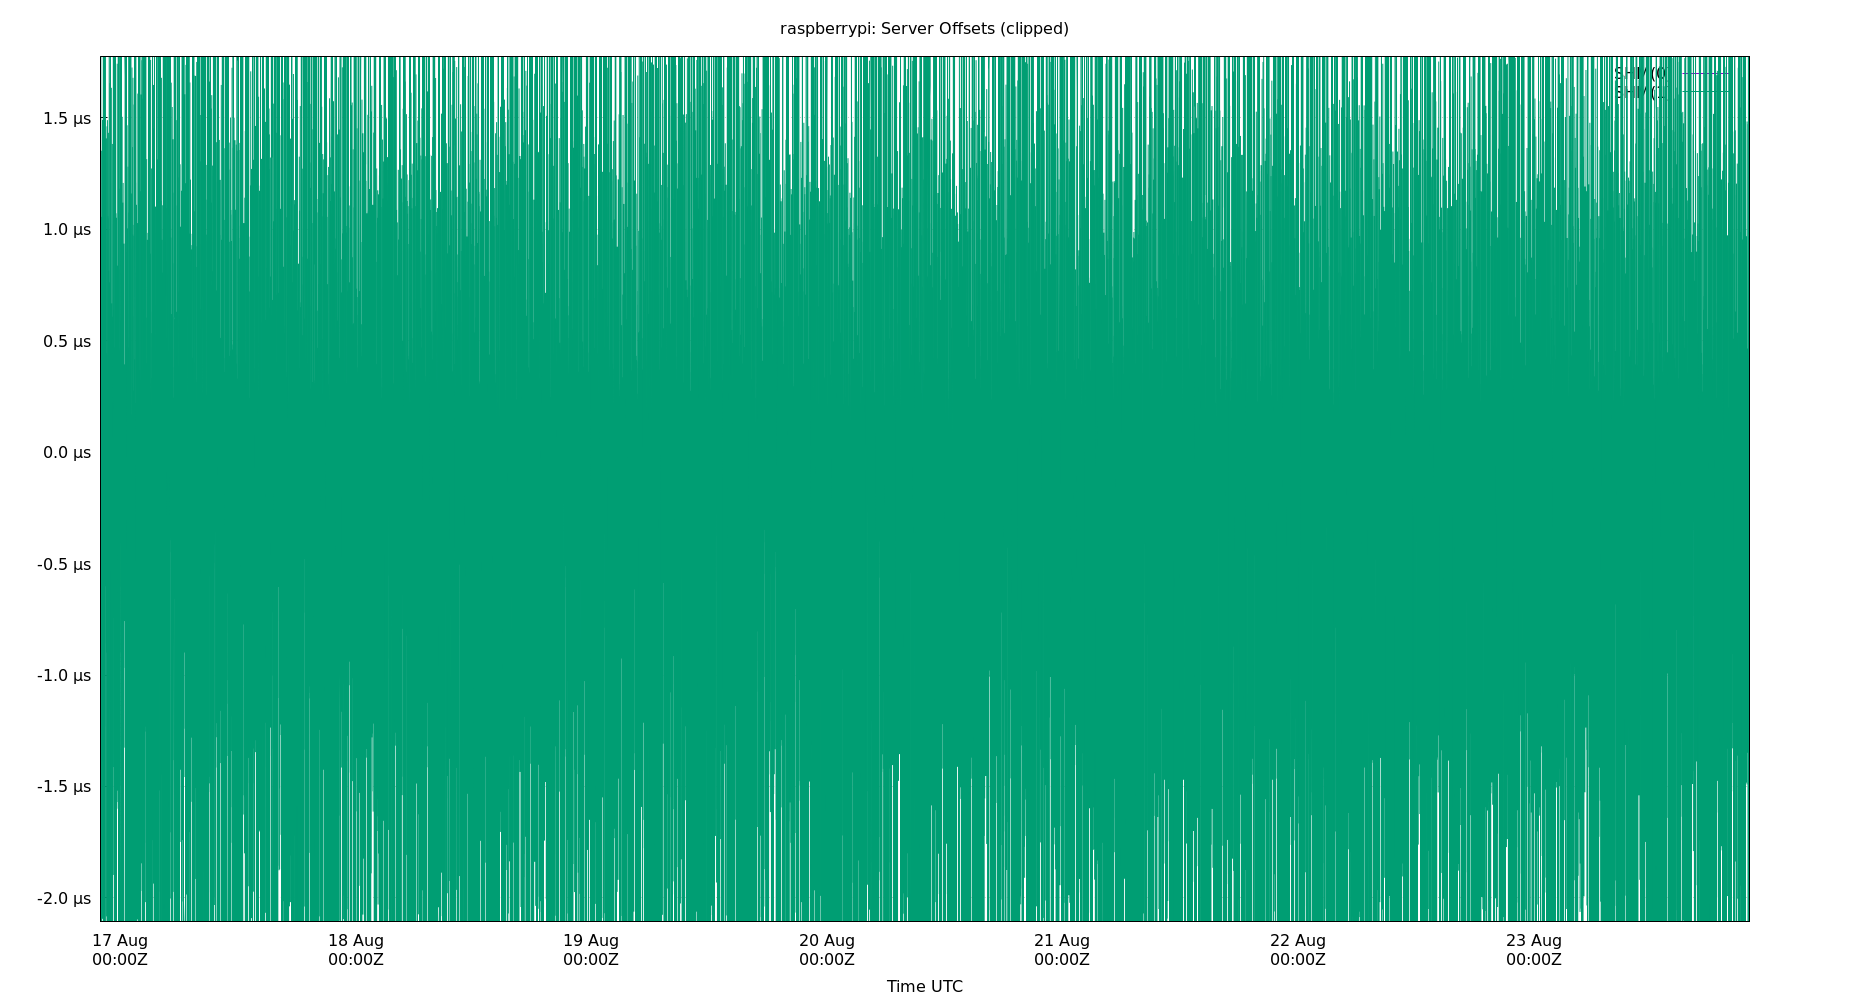 raspberrypi: Server Offsets (clipped)
1.5 µs
1.0 µs
0.5 µs
0.0 µs
-0.5 µs
-1.0 µs
-1.5 µs
-2.0 µs
17 Aug 18 Aug 19 Aug 20 Aug 21 Aug 22 Aug 23 Aug
00:00Z 00:00Z 00:00Z 00:00Z 00:00Z 00:00Z 00:00Z
Time UTC